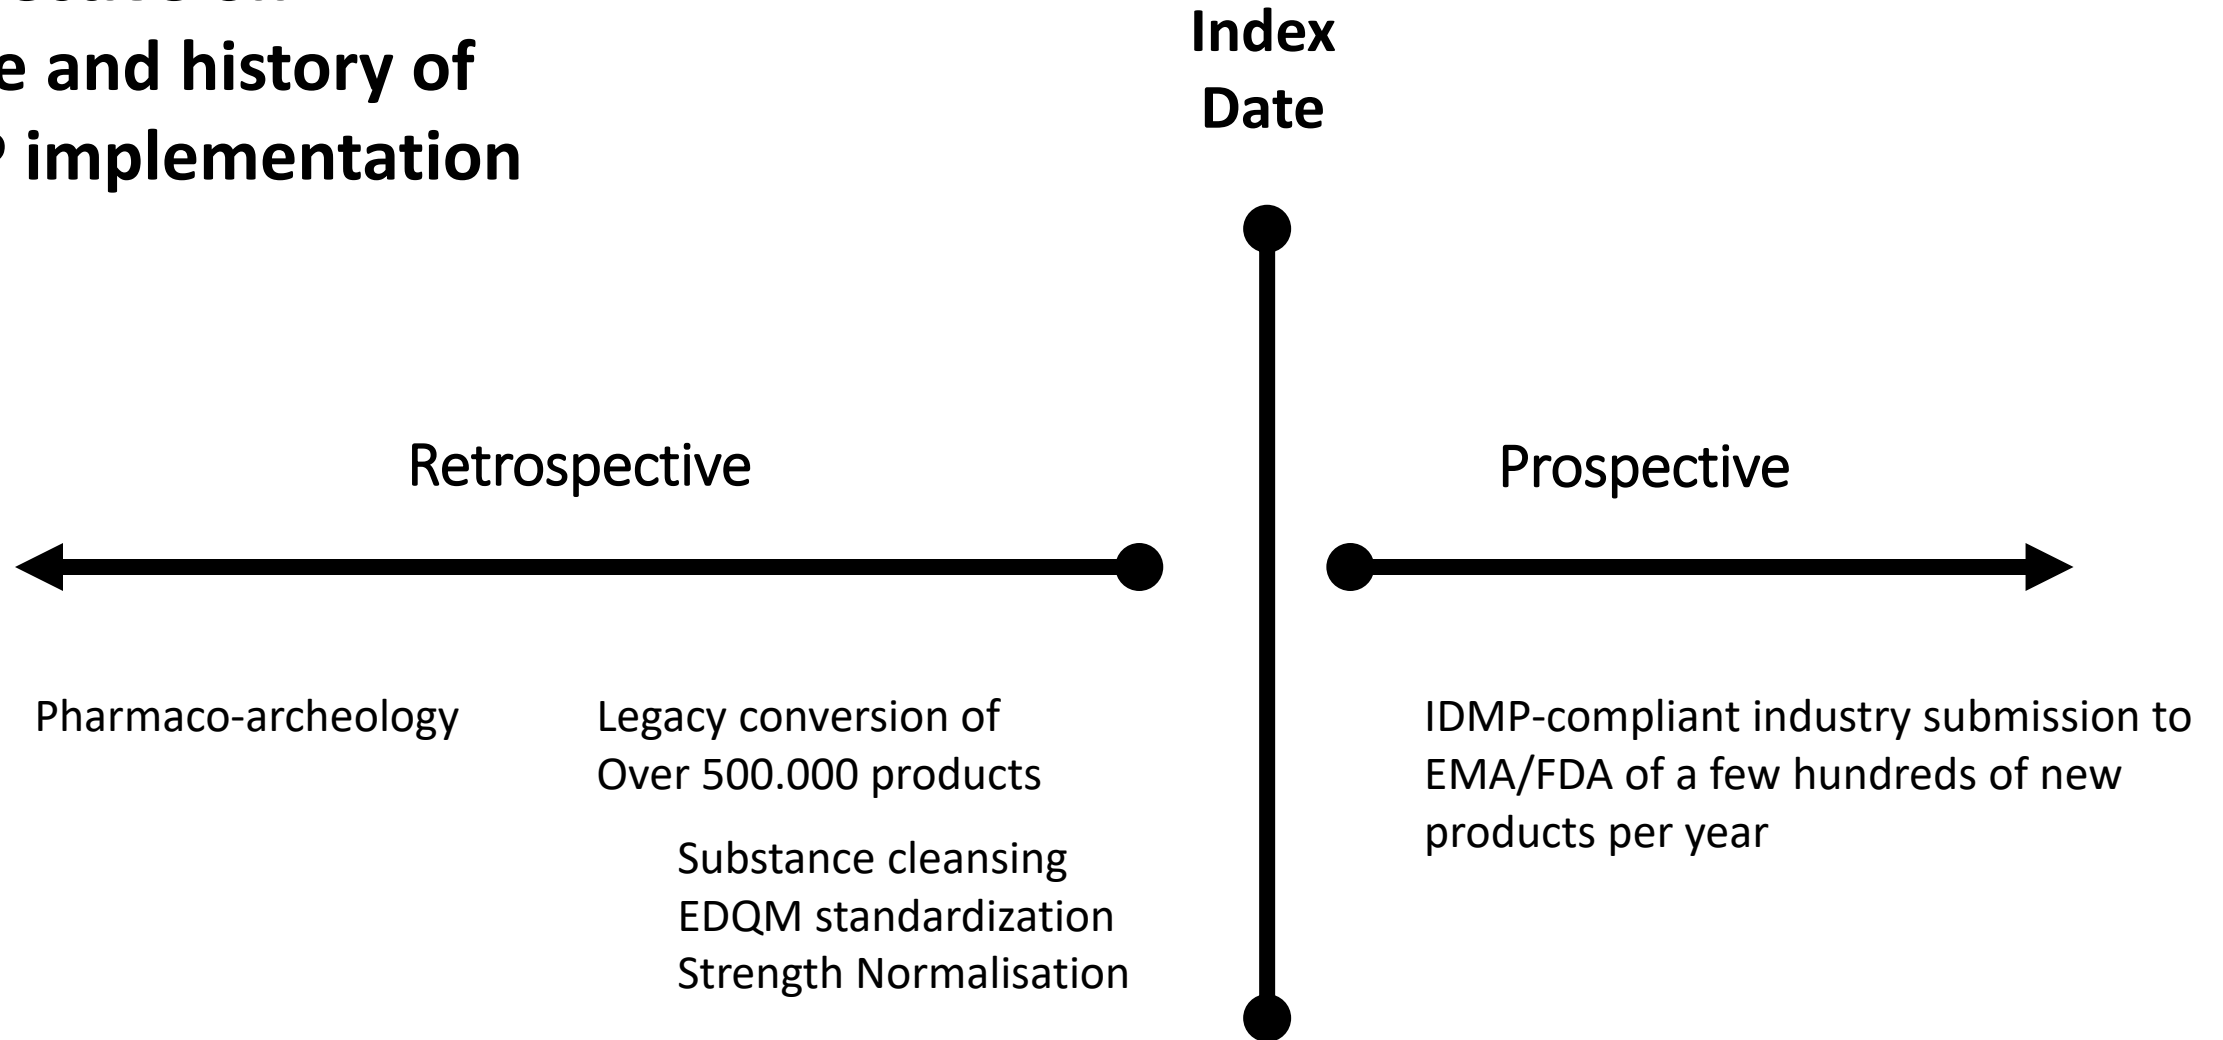 e and history of
P implementation
Index
Date
Retrospective
Prospective
Pharmaco-archeology
Legacy conversion of
Over 500.000 products
Substance cleansing
EDQM standardization
Strength Normalisation
IDMP-compliant industry submission to
EMA/FDA of a few hundreds of new
products per year